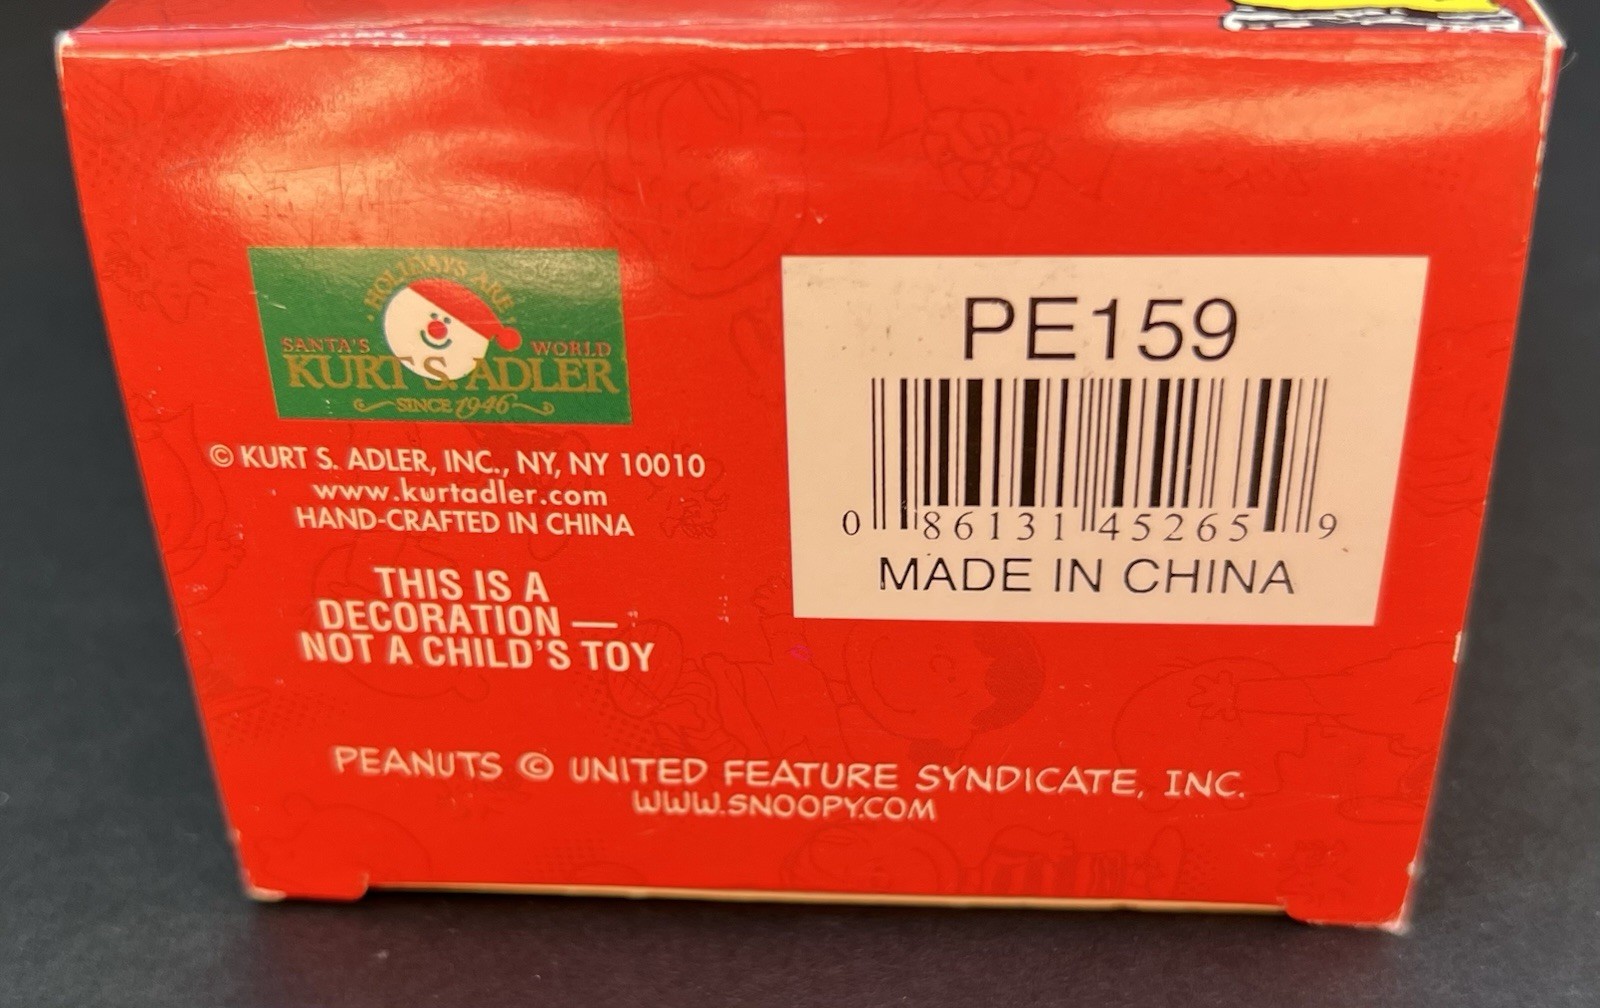 HOLIDAYS ARE
SANTA'S WORLD
KURT S. ADLER
SINCE 1946
© KURT S. ADLER, INC., NY, NY 10010
www.kurtadler.com
HAND-CRAFTED IN CHINA
THIS IS A
DECORATION —
NOT A CHILD'S TOY
PE159
0 86131 45265 9
MADE IN CHINA
PEANUTS © UNITED FEATURE SYNDICATE, INC.
WWW.SNOOPY.COM